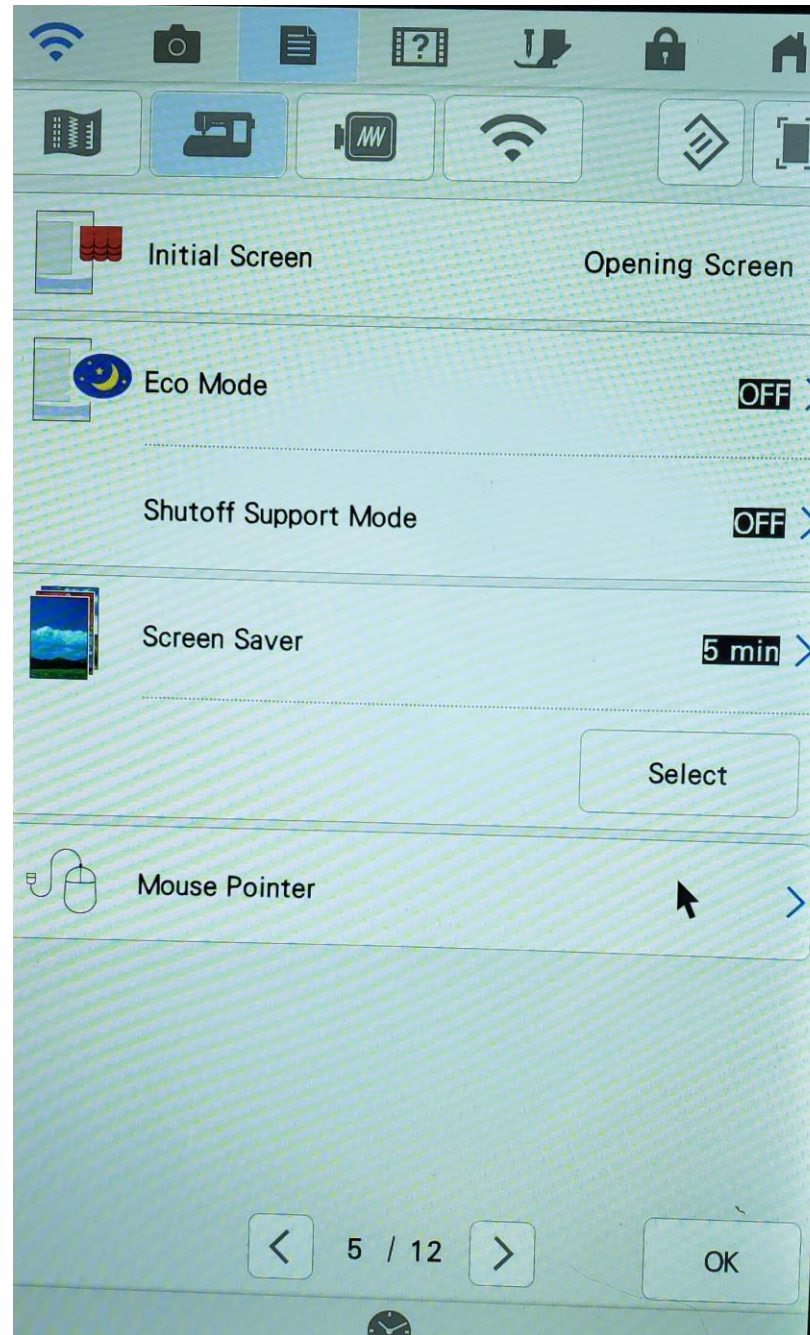 Initial Screen Opening Screen
Eco Mode OFF
Shutoff Support Mode OFF
Screen Saver 5 min
Select
Mouse Pointer
5 / 12
OK